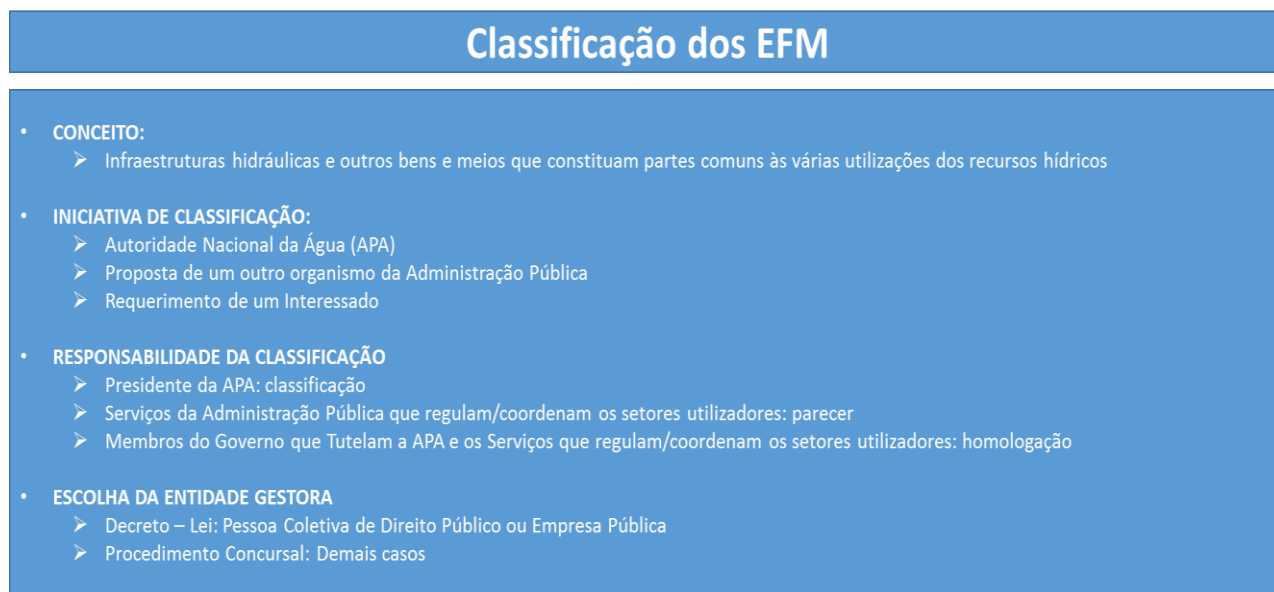 Classificação dos EFM
• CONCEITO:
➢ Infraestruturas hidráulicas e outros bens e meios que constituam partes comuns às várias utilizações dos recursos hídricos
• INICIATIVA DE CLASSIFICAÇÃO:
➢ Autoridade Nacional da Água (APA)
➢ Proposta de um outro organismo da Administração Pública
➢ Requerimento de um Interessado
• RESPONSABILIDADE DA CLASSIFICAÇÃO
➢ Presidente da APA: classificação
➢ Serviços da Administração Pública que regulam/coordenam os setores utilizadores: parecer
➢ Membros do Governo que Tutelam a APA e os Serviços que regulam/coordenam os setores utilizadores: homologação
• ESCOLHA DA ENTIDADE GESTORA
➢ Decreto – Lei: Pessoa Coletiva de Direito Público ou Empresa Pública
➢ Procedimento Concursal: Demais casos